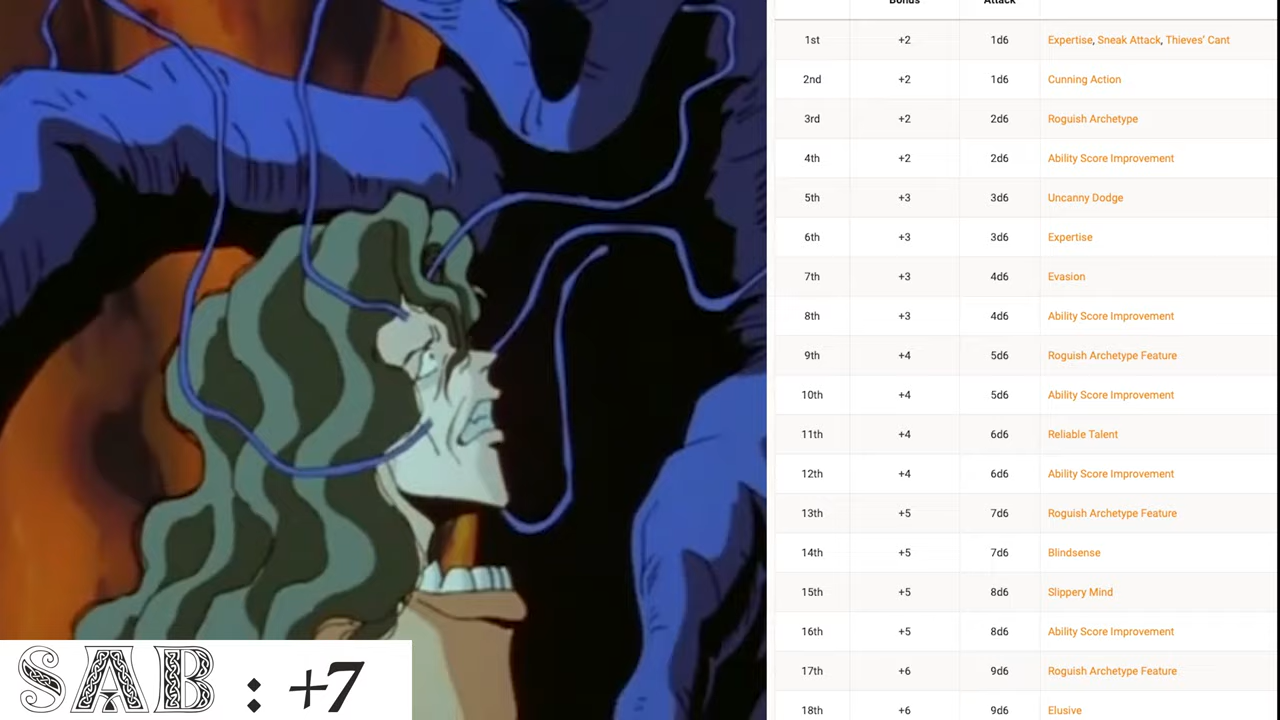 Bonus Attack
1st +2 1d6 Expertise, Sneak Attack, Thieves’ Cant
2nd +2 1d6 Cunning Action
3rd +2 2d6 Roguish Archetype
4th +2 2d6 Ability Score Improvement
5th +3 3d6 Uncanny Dodge
6th +3 3d6 Expertise
7th +3 4d6 Evasion
8th +3 4d6 Ability Score Improvement
9th +4 5d6 Roguish Archetype Feature
10th +4 5d6 Ability Score Improvement
11th +4 6d6 Reliable Talent
12th +4 6d6 Ability Score Improvement
13th +5 7d6 Roguish Archetype Feature
14th +5 7d6 Blindsense
15th +5 8d6 Slippery Mind
16th +5 8d6 Ability Score Improvement
17th +6 9d6 Roguish Archetype Feature
18th +6 9d6 Elusive
SAB : +7